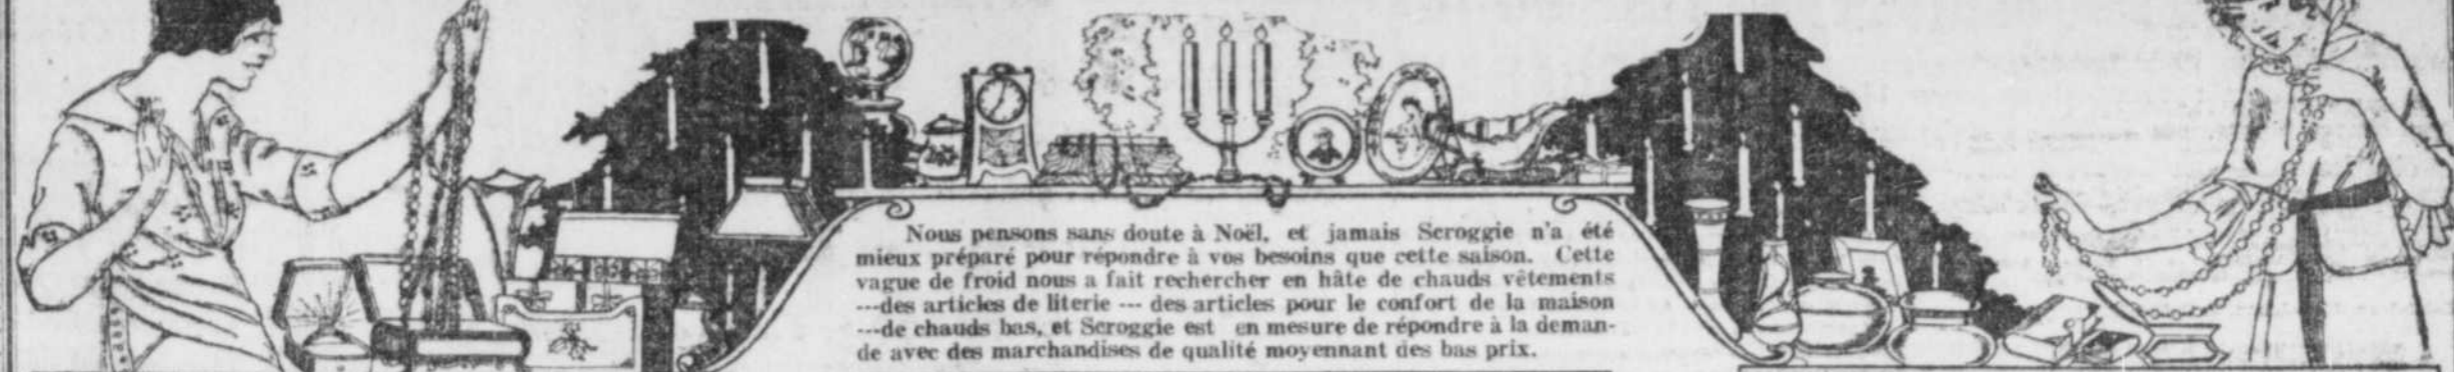 Nous pensons sans doute à Noël, et jamais Scroggie n'a été
mieux préparé pour répondre à vos besoins que cette saison. Cette
vague de froid nous a fait rechercher en hâte de chauds vêtements
---des articles de literie --- des articles pour le confort de la maison
---de chauds bas, et Scroggie est en mesure de répondre à la deman-
de avec des marchandises de qualité moyennant des bas prix.